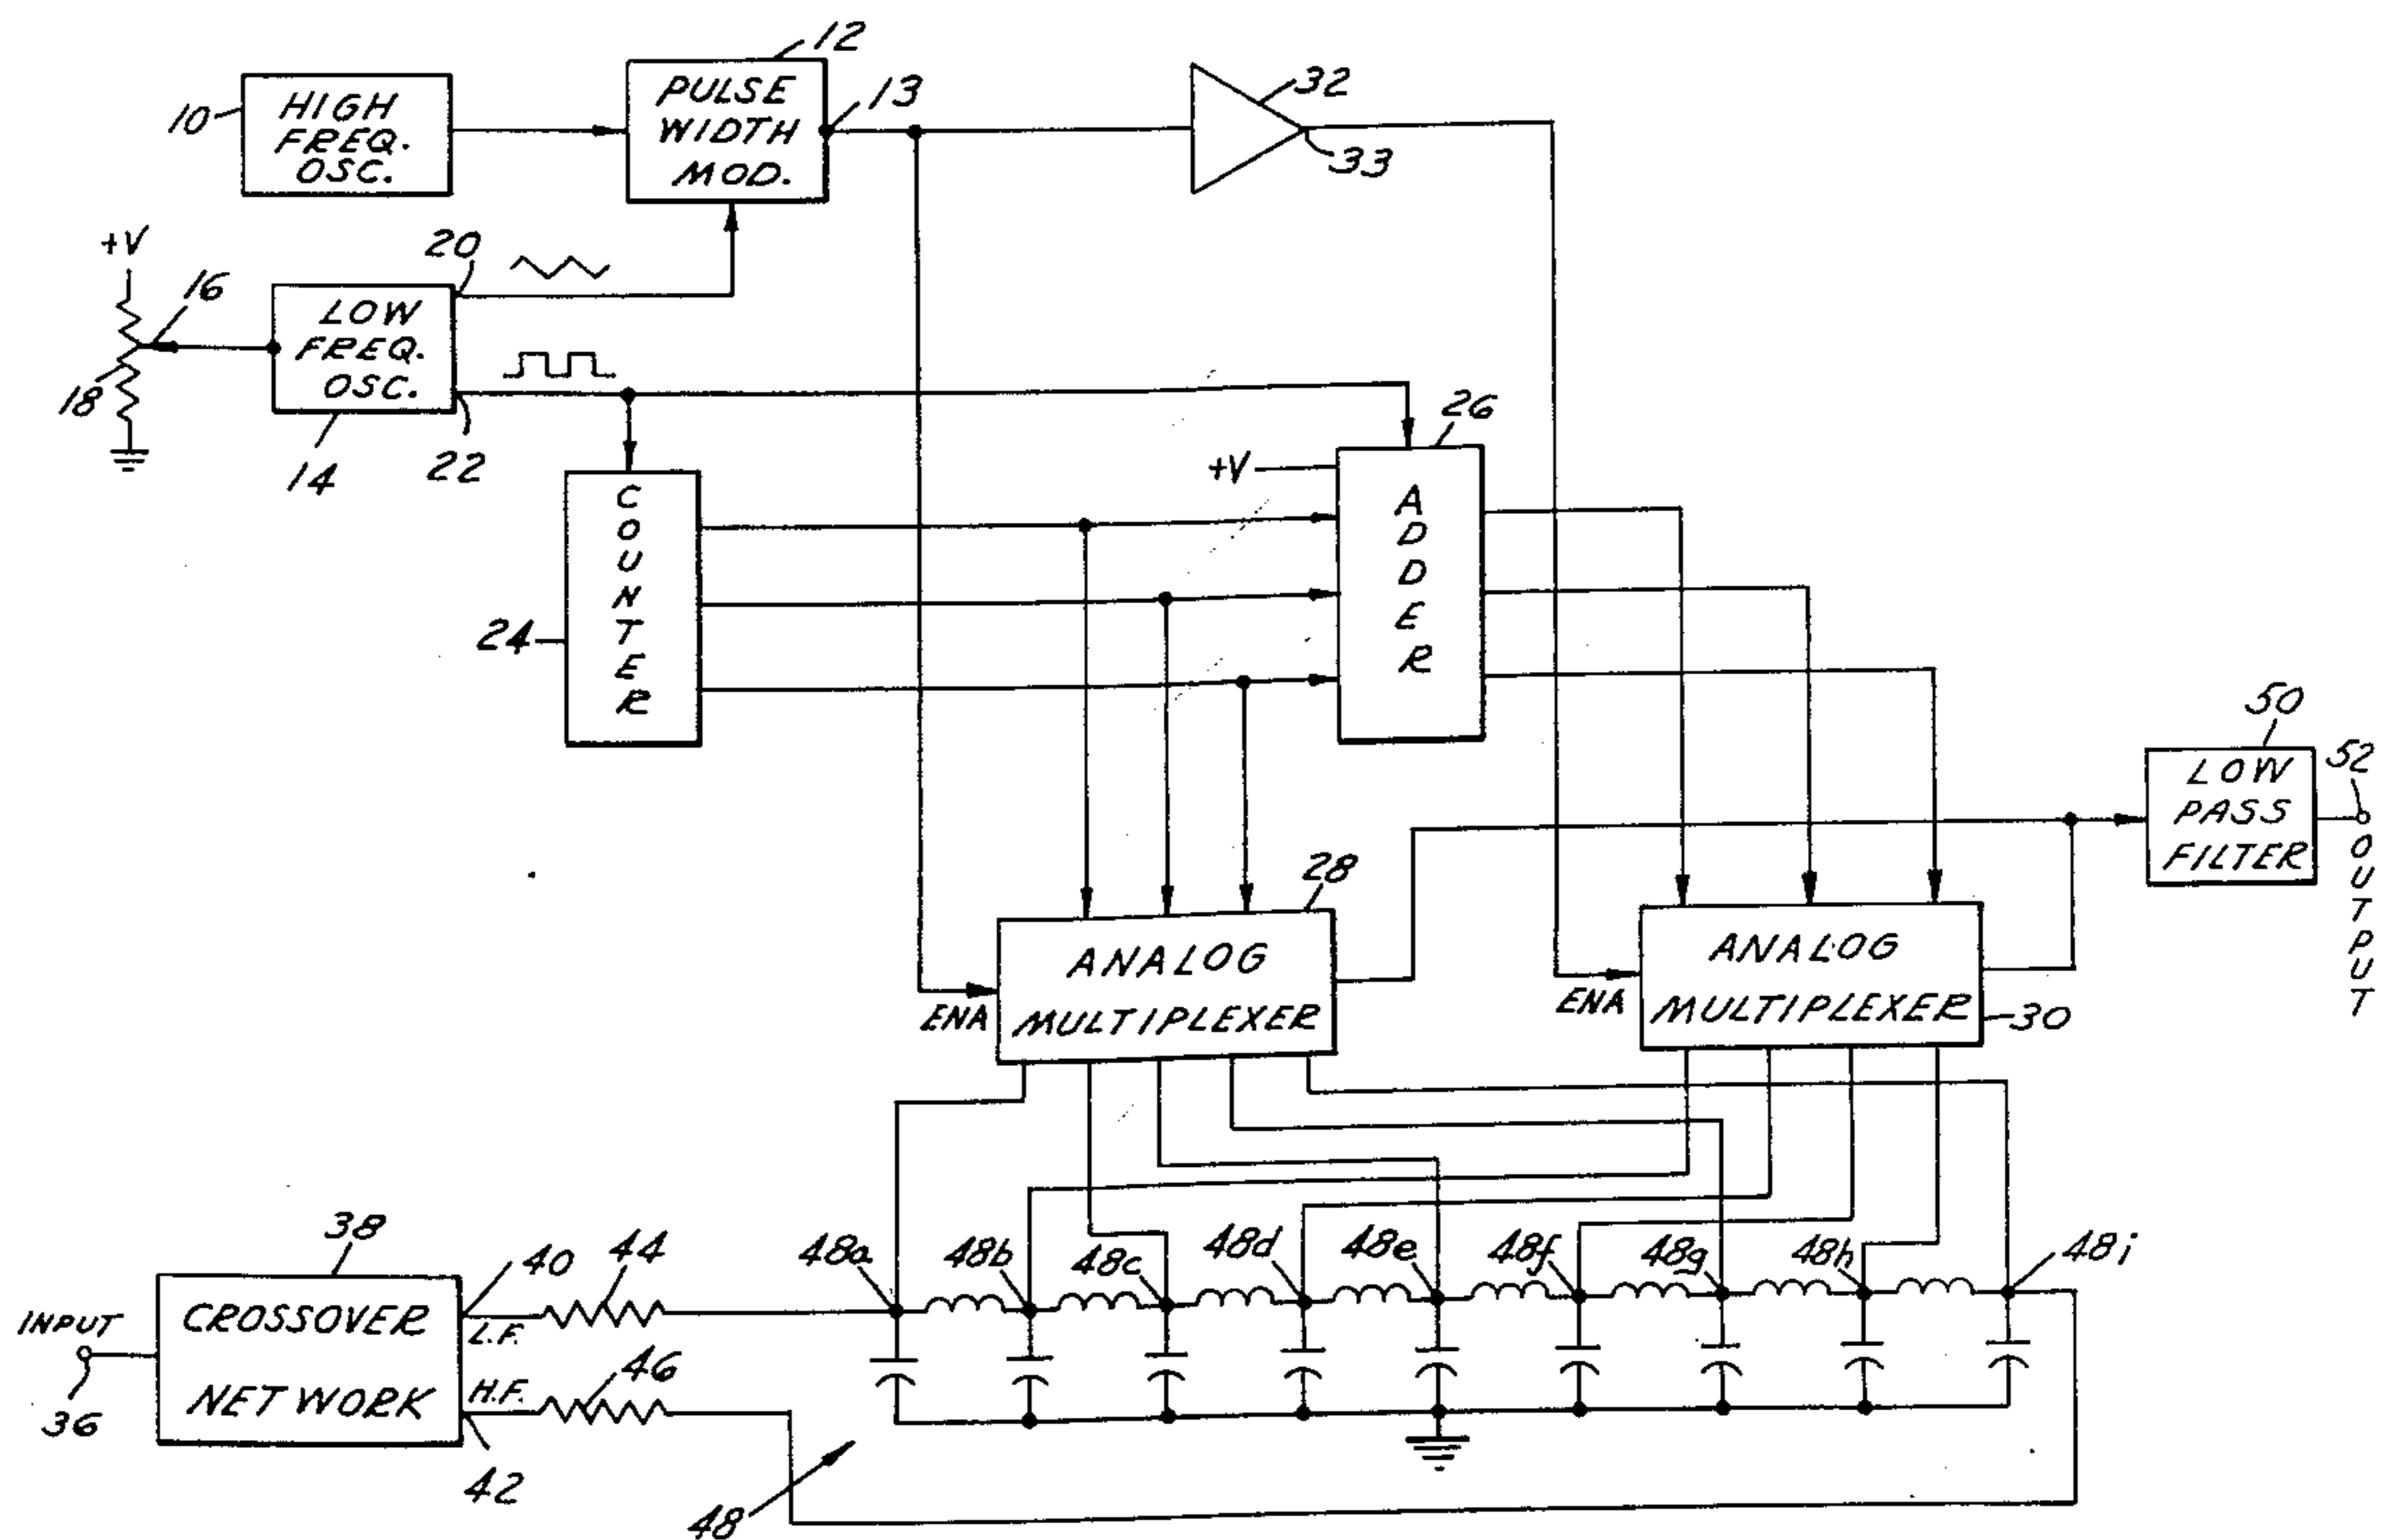 12
10
HIGH
FREQ.
OSC.
PULSE
WIDTH
MOD.
13
32
33
+V
16
18
20
LOW
FREQ.
OSC.
14
22
26
+V
COUNTER
24
ADDER
50
52
LOW
PASS
FILTER
OUTPUT
28
ANALOG
MULTIPLEXER
ENA
ANALOG
MULTIPLEXER
ENA
30
38
40
44
INPUT
36
CROSSOVER
NETWORK
L.F.
H.F.
46
42
48
48a
48b
48c
48d
48e
48f
48g
48h
48i